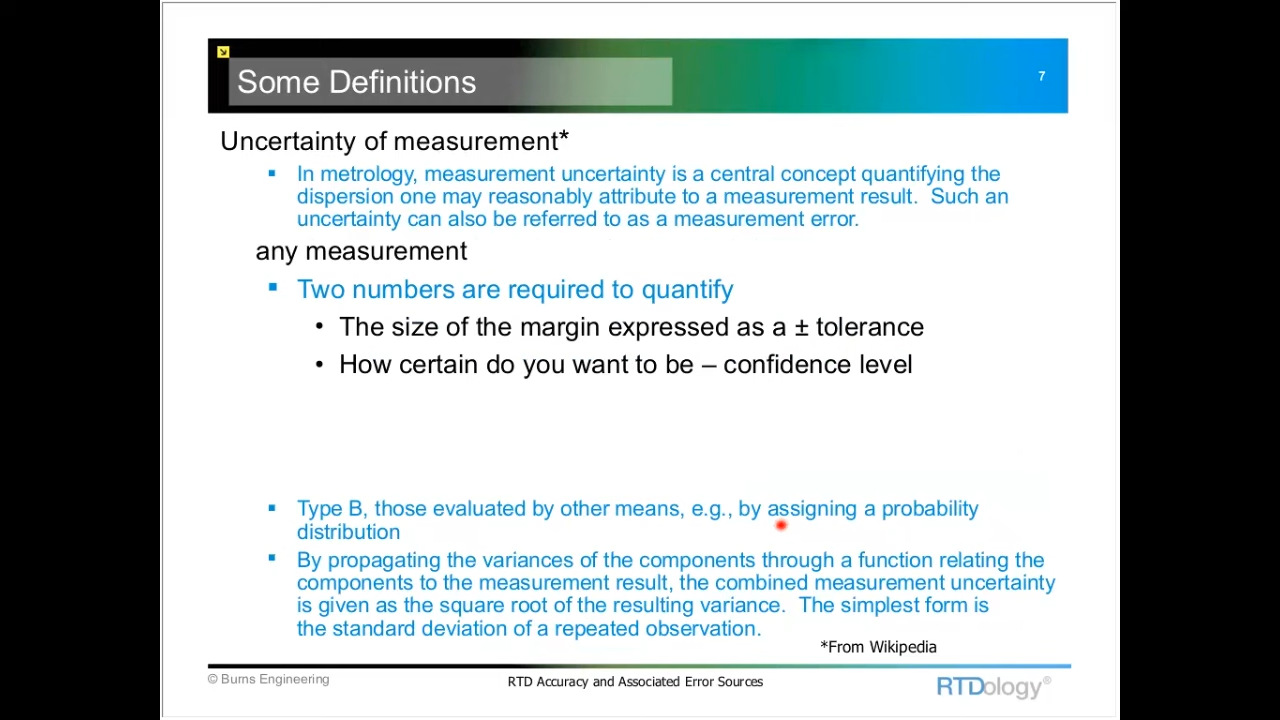 Some Definitions
7
Uncertainty of measurement*
▪ In metrology, measurement uncertainty is a central concept quantifying the
dispersion one may reasonably attribute to a measurement result.  Such an
uncertainty can also be referred to as a measurement error.
any measurement
▪ Two numbers are required to quantify
• The size of the margin expressed as a ± tolerance
• How certain do you want to be – confidence level
▪ Type B, those evaluated by other means, e.g., by assigning a probability
distribution
▪ By propagating the variances of the components through a function relating the
components to the measurement result, the combined measurement uncertainty
is given as the square root of the resulting variance.  The simplest form is
the standard deviation of a repeated observation.
*From Wikipedia
© Burns Engineering
RTD Accuracy and Associated Error Sources
RTDology®